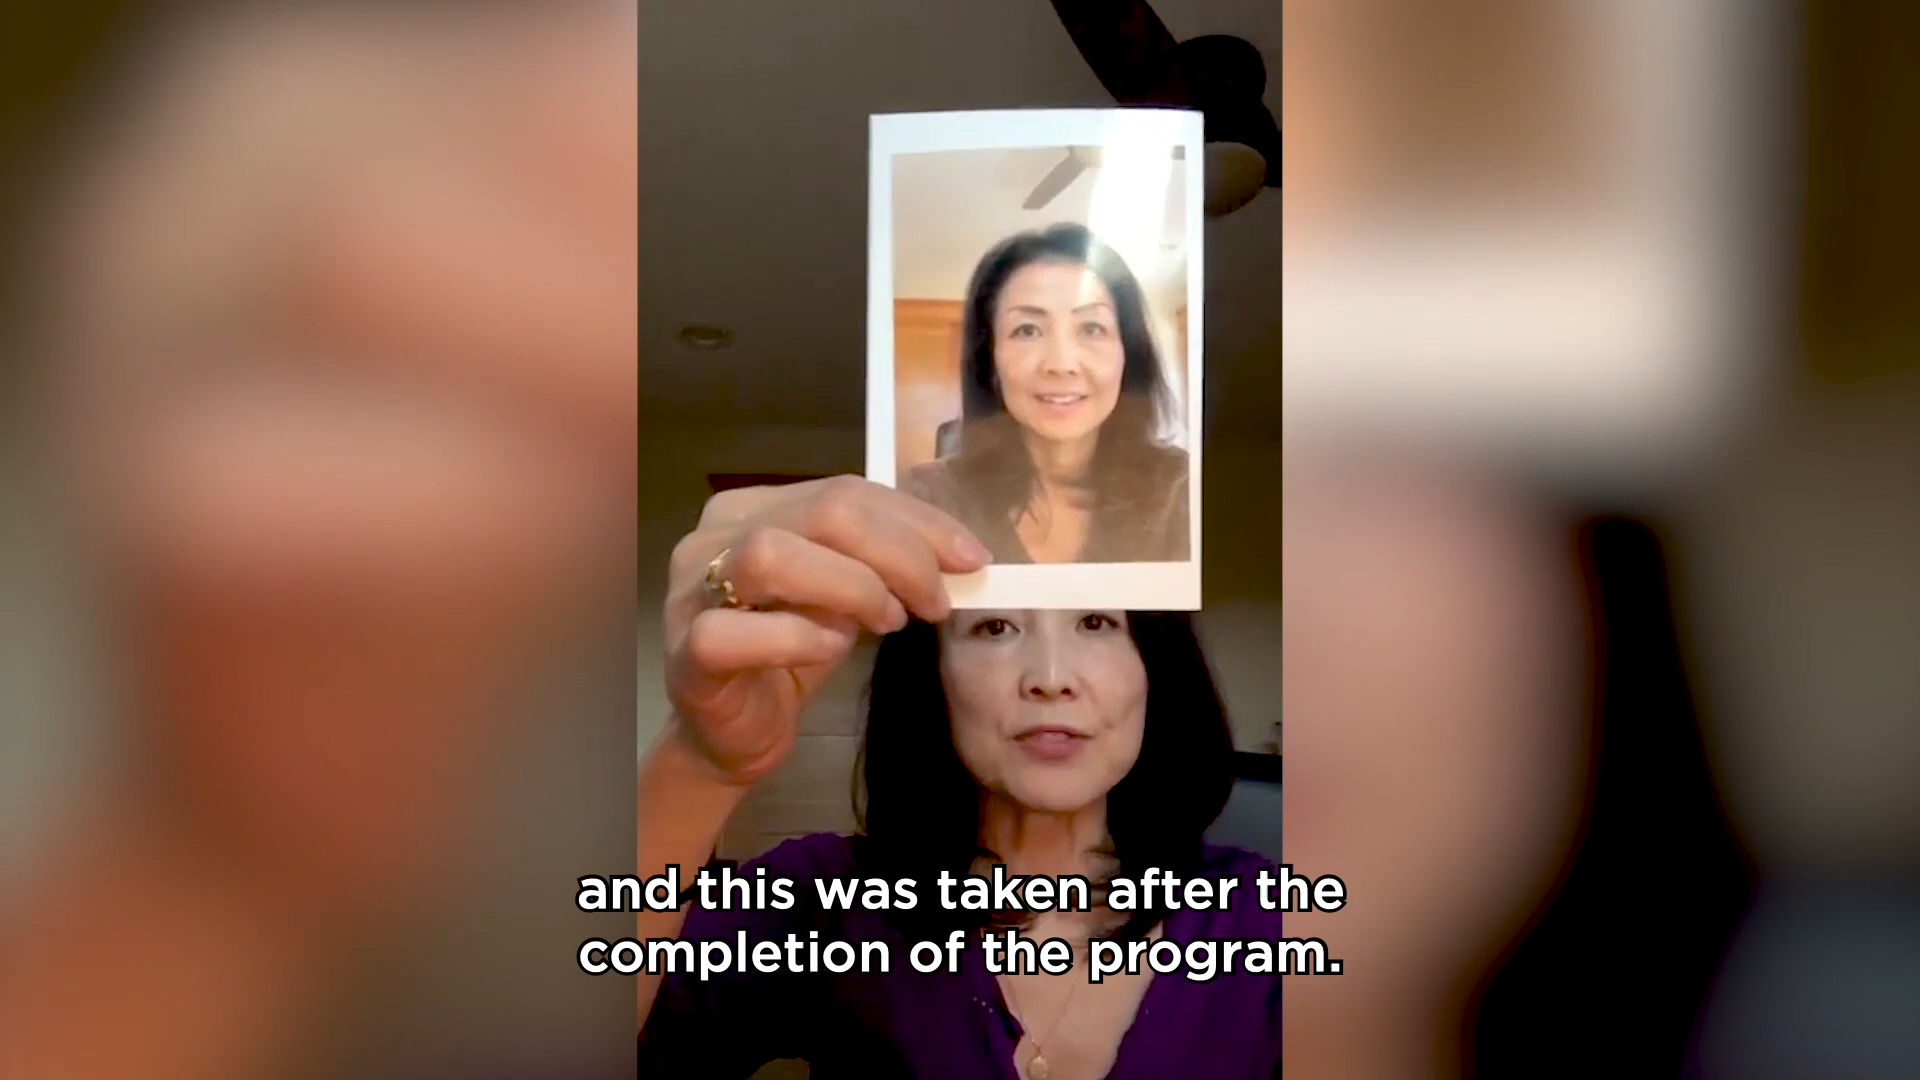 and this was taken after the
completion of the program.